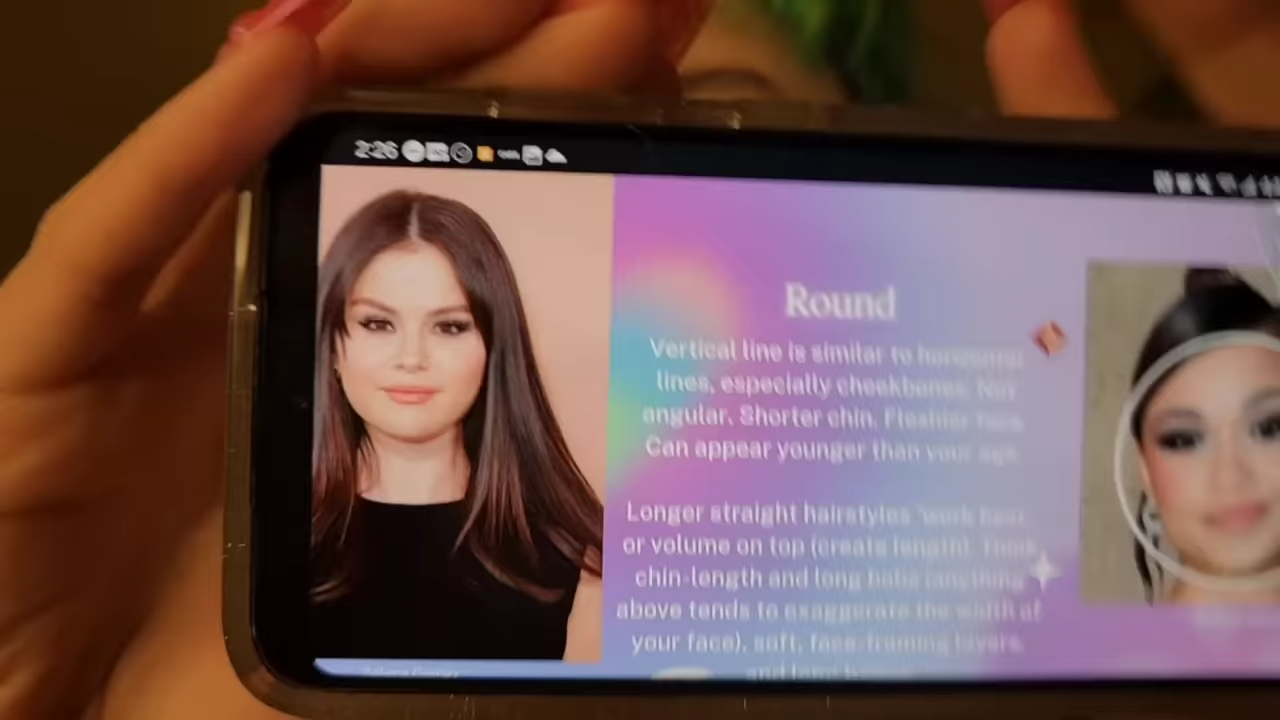 2:26
Round
Vertical line is similar to horizontal
lines, especially cheekbones. Not
angular. Shorter chin. Fleshier face.
Can appear younger than your age.
Longer straight hairstyles work best,
or volume on top (create length). Think
chin-length and long bobs (anything
above tends to exaggerate the width of
your face), soft, face-framing layers,
and long